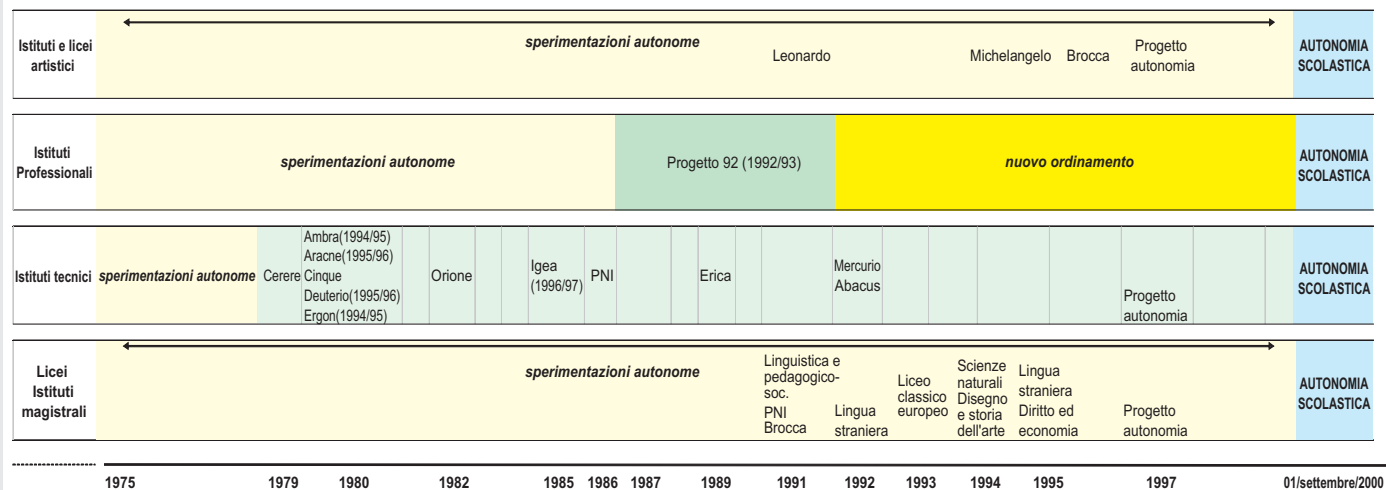 Istituti e licei
artistici
sperimentazioni autonome
Leonardo
Michelangelo
Brocca
Progetto
autonomia
AUTONOMIA
SCOLASTICA
Istituti
Professionali
sperimentazioni autonome
Progetto 92 (1992/93)
nuovo ordinamento
AUTONOMIA
SCOLASTICA
Istituti tecnici
sperimentazioni autonome
Cerere
Ambra(1994/95)
Aracne(1995/96)
Cinque
Deuterio(1995/96)
Ergon(1994/95)
Orione
Igea
(1996/97)
PNI
Erica
Mercurio
Abacus
Progetto
autonomia
AUTONOMIA
SCOLASTICA
Licei
Istituti
magistrali
sperimentazioni autonome
Linguistica e
pedagogico-
soc.
PNI
Brocca
Lingua
straniera
Liceo
classico
europeo
Scienze
naturali
Disegno
e storia
dell'arte
Lingua
straniera
Diritto ed
economia
Progetto
autonomia
AUTONOMIA
SCOLASTICA
1975 1979 1980 1982 1985 1986 1987 1989 1991 1992 1993 1994 1995 1997 01/settembre/2000